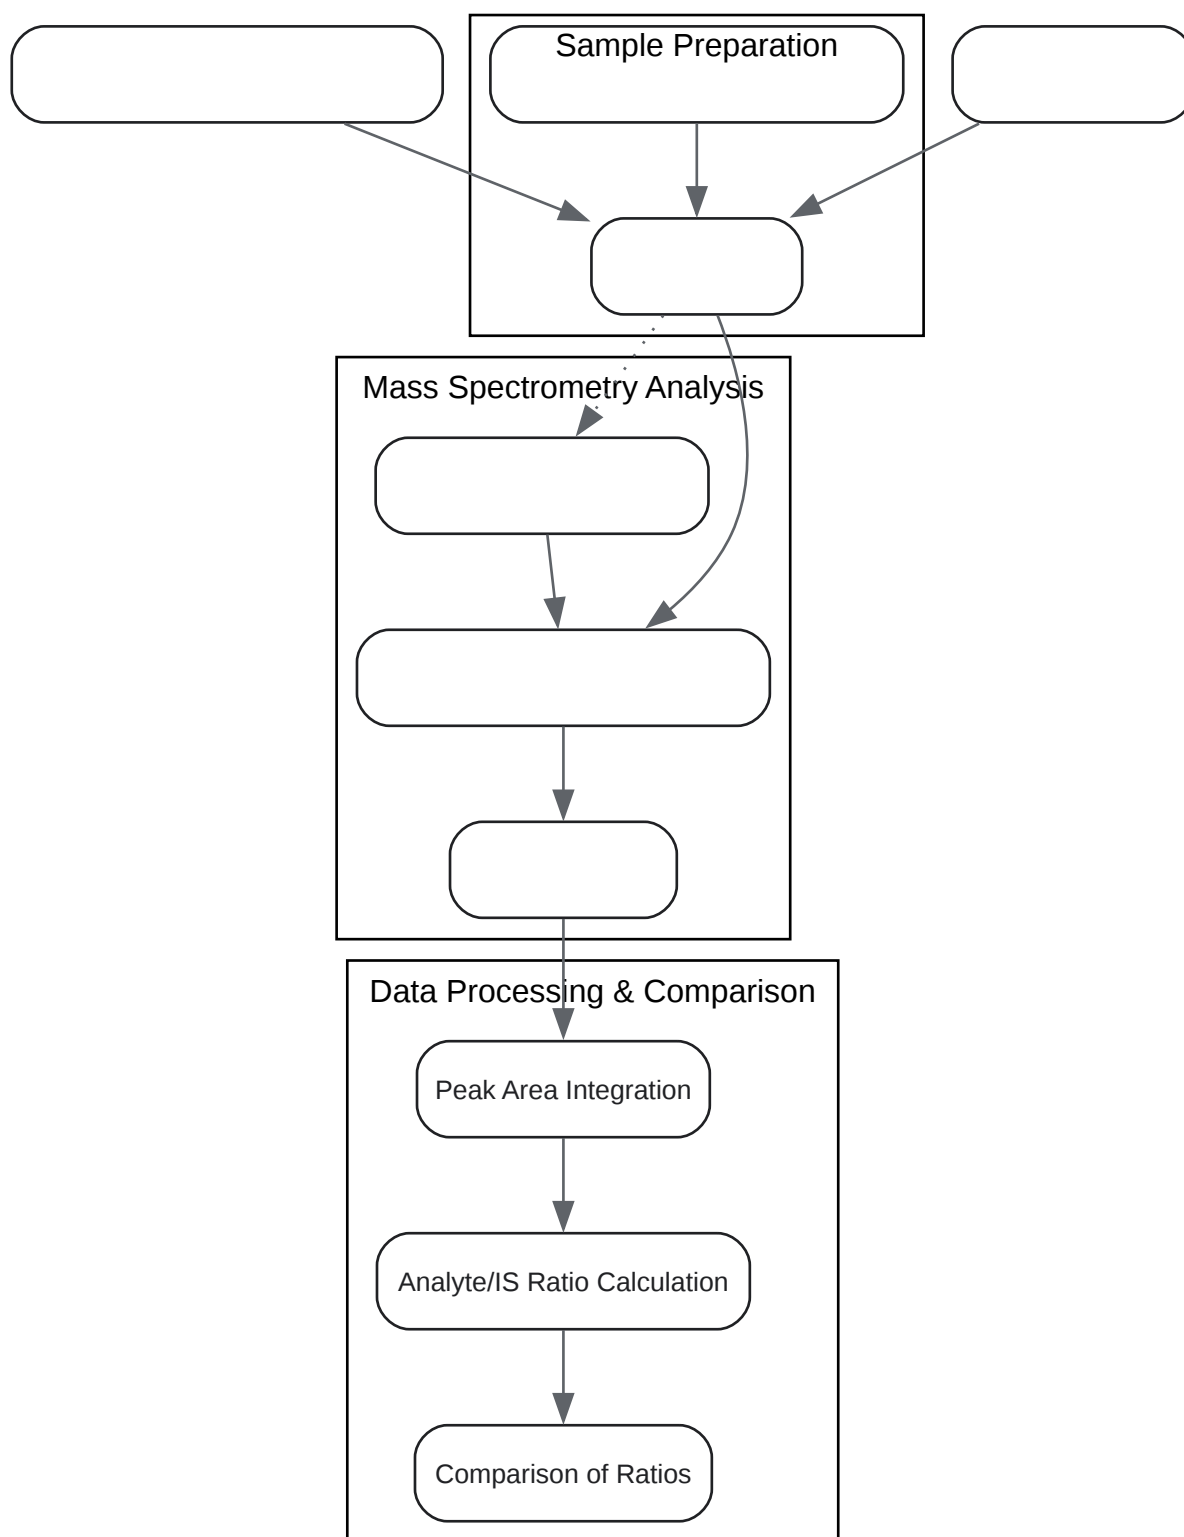 Sample Preparation
Mass Spectrometry Analysis
Data Processing & Comparison
Peak Area Integration
Analyte/IS Ratio Calculation
Comparison of Ratios